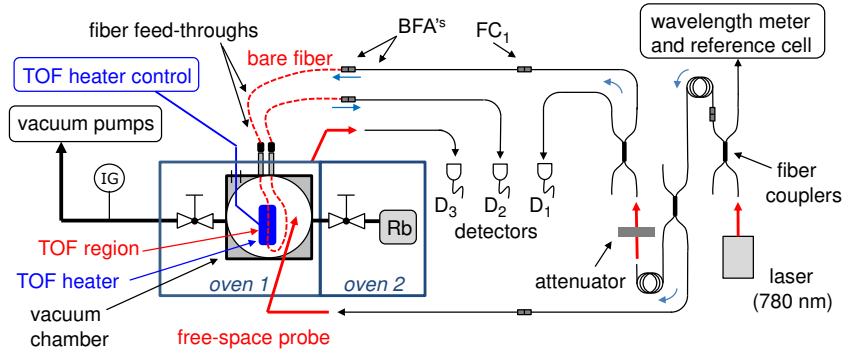 fiber feed-throughs
BFA's
FC1
wavelength meter
and reference cell
bare fiber
TOF heater control
vacuum pumps
IG
fiber
couplers
D3
D2
D1
detectors
Rb
TOF region
TOF heater
oven 1
oven 2
attenuator
laser
(780 nm)
vacuum
chamber
free-space probe